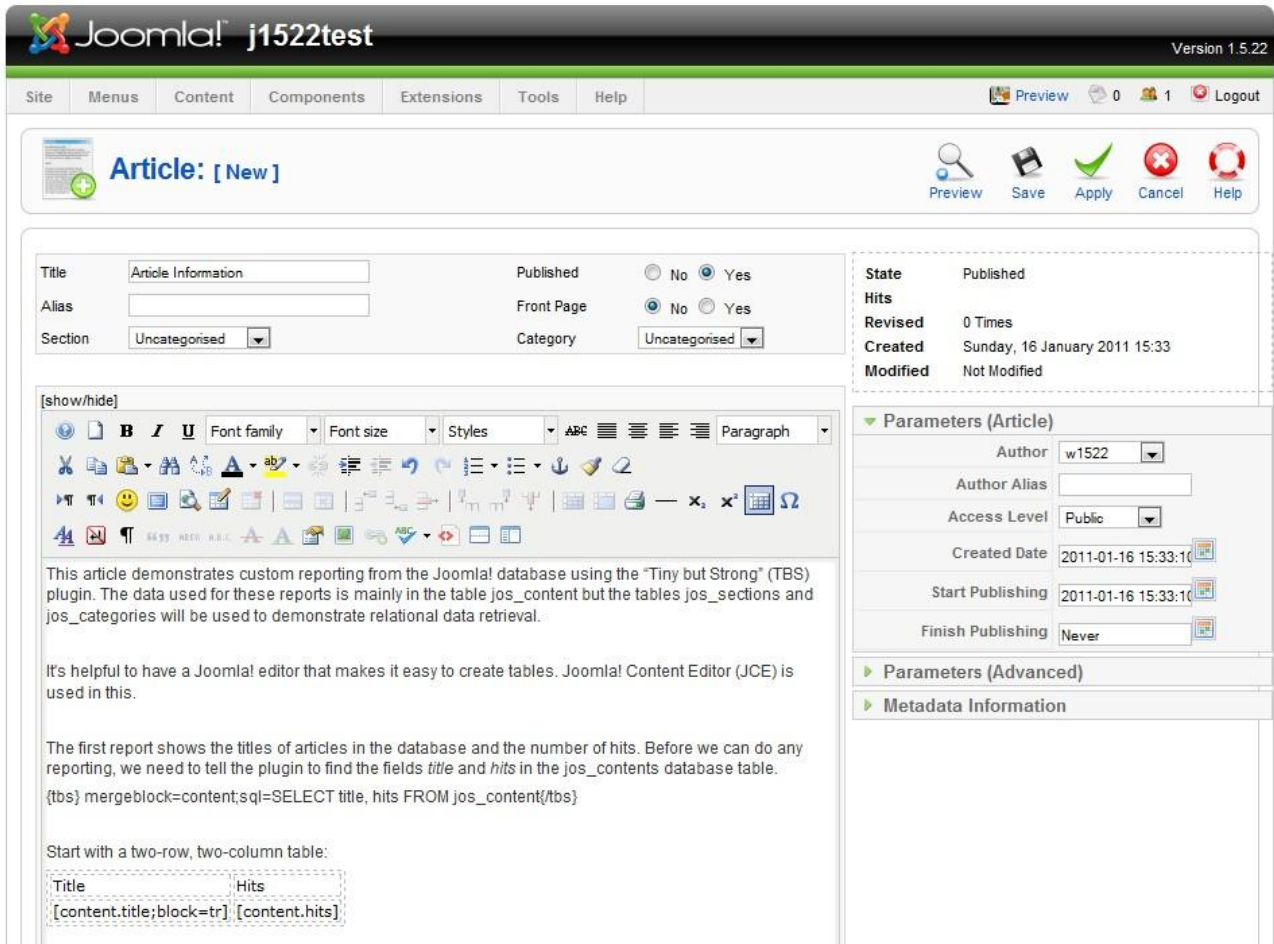 Joomla! j1522test
Version 1.5.22
Site Menus Content Components Extensions Tools Help Preview 0 1 Logout
Article: [ New ]
Preview Save Apply Cancel Help
Title Article Information Published No Yes
Alias Front Page No Yes
Section Uncategorised Category Uncategorised
State Published
Hits
Revised 0 Times
Created Sunday, 16 January 2011 15:33
Modified Not Modified
[show/hide]
B I U Font family Font size Styles ABC Paragraph
This article demonstrates custom reporting from the Joomla! database using the “Tiny but Strong” (TBS)
plugin. The data used for these reports is mainly in the table jos_content but the tables jos_sections and
jos_categories will be used to demonstrate relational data retrieval.
It's helpful to have a Joomla! editor that makes it easy to create tables. Joomla! Content Editor (JCE) is
used in this.
The first report shows the titles of articles in the database and the number of hits. Before we can do any
reporting, we need to tell the plugin to find the fields title and hits in the jos_contents database table.
{tbs} mergeblock=content;sql=SELECT title, hits FROM jos_content{/tbs}
Start with a two-row, two-column table:
Title Hits
[content.title;block=tr] [content.hits]
Parameters (Article)
Author w1522
Author Alias
Access Level Public
Created Date 2011-01-16 15:33:10
Start Publishing 2011-01-16 15:33:10
Finish Publishing Never
Parameters (Advanced)
Metadata Information